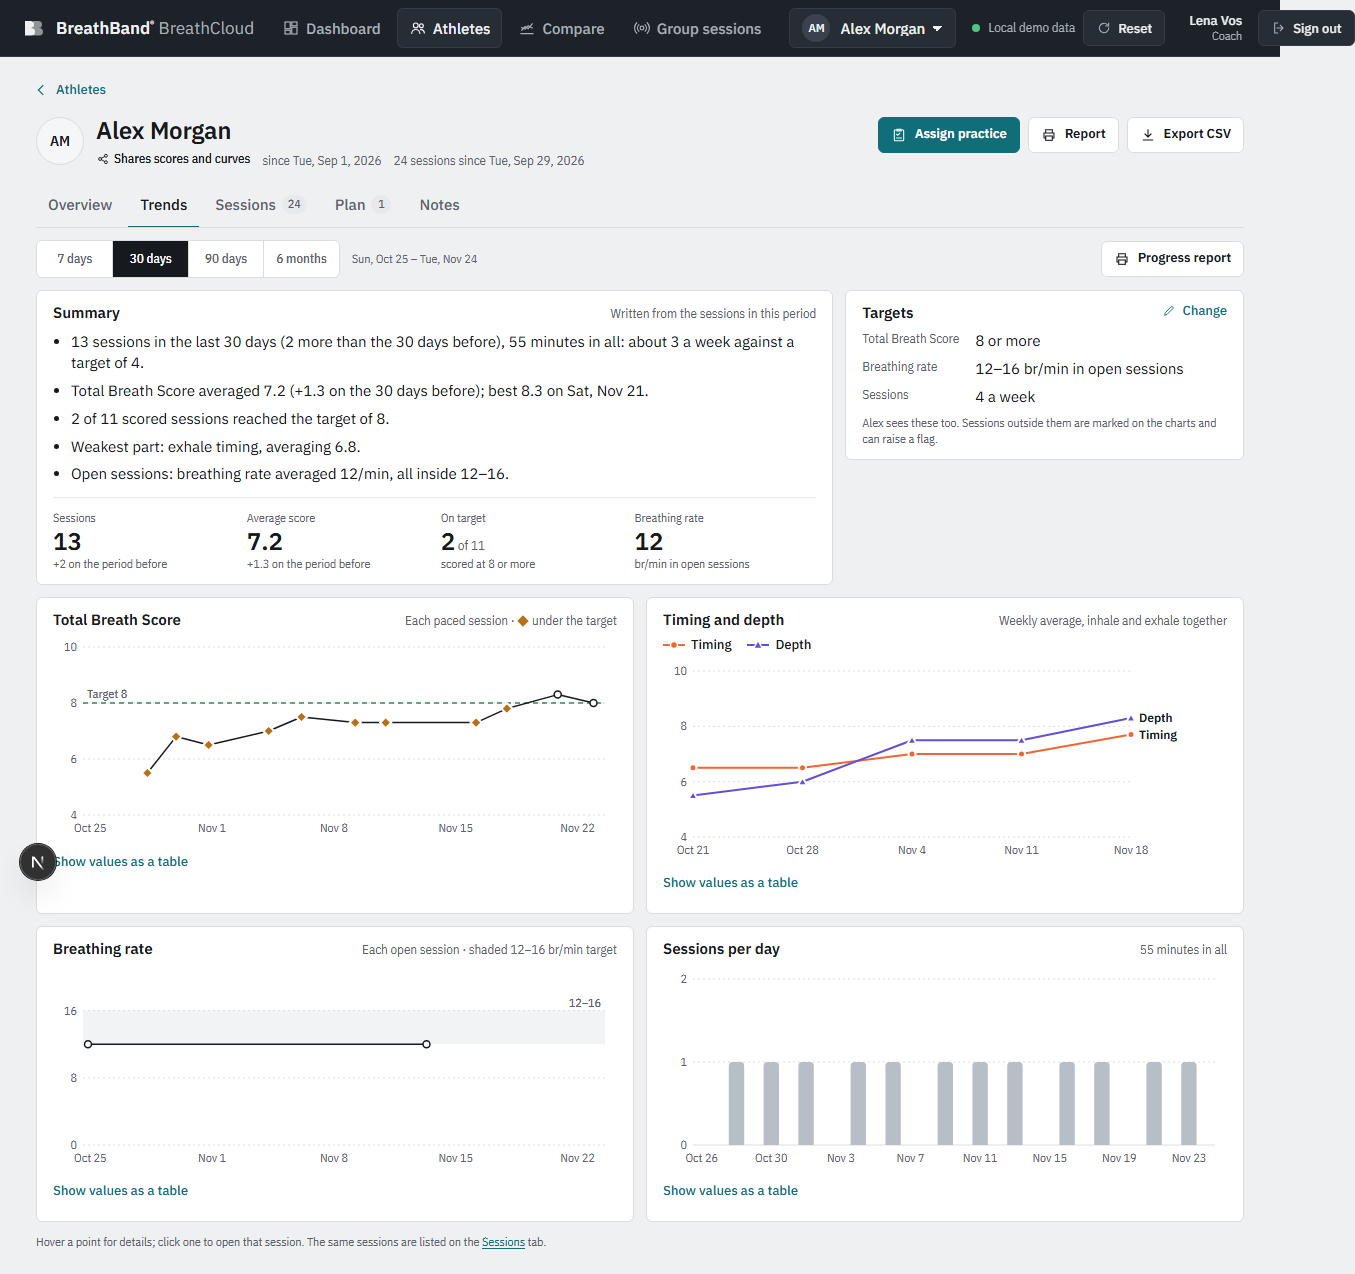 BreathBand® BreathCloud
Dashboard
Athletes
Compare
Group sessions
AM Alex Morgan
Local demo data
Reset
Lena Vos
Coach
Sign out
Athletes
AM
Alex Morgan
Shares scores and curves since Tue, Sep 1, 2026 24 sessions since Tue, Sep 29, 2026
Assign practice
Report
Export CSV
Overview
Trends
Sessions 24
Plan 1
Notes
7 days
30 days
90 days
6 months
Sun, Oct 25 – Tue, Nov 24
Progress report
Summary
Written from the sessions in this period
• 13 sessions in the last 30 days (2 more than the 30 days before), 55 minutes in all: about 3 a week against a
target of 4.
• Total Breath Score averaged 7.2 (+1.3 on the 30 days before); best 8.3 on Sat, Nov 21.
• 2 of 11 scored sessions reached the target of 8.
• Weakest part: exhale timing, averaging 6.8.
• Open sessions: breathing rate averaged 12/min, all inside 12–16.
Sessions
13
+2 on the period before
Average score
7.2
+1.3 on the period before
On target
2 of 11
scored at 8 or more
Breathing rate
12
br/min in open sessions
Targets
Change
Total Breath Score 8 or more
Breathing rate 12–16 br/min in open sessions
Sessions 4 a week
Alex sees these too. Sessions outside them are marked on the charts and
can raise a flag.
Total Breath Score
Each paced session · ◆ under the target
10
Target 8
8
6
4
Oct 25 Nov 1 Nov 8 Nov 15 Nov 22
N
Show values as a table
Timing and depth
Weekly average, inhale and exhale together
Timing Depth
10
8
6
4
Depth
Timing
Oct 21 Oct 28 Nov 4 Nov 11 Nov 18
Show values as a table
Breathing rate
Each open session · shaded 12–16 br/min target
12–16
16
8
0
Oct 25 Nov 1 Nov 8 Nov 15 Nov 22
Show values as a table
Sessions per day
55 minutes in all
2
1
0
Oct 26 Oct 30 Nov 3 Nov 7 Nov 11 Nov 15 Nov 19 Nov 23
Show values as a table
Hover a point for details; click one to open that session. The same sessions are listed on the Sessions tab.